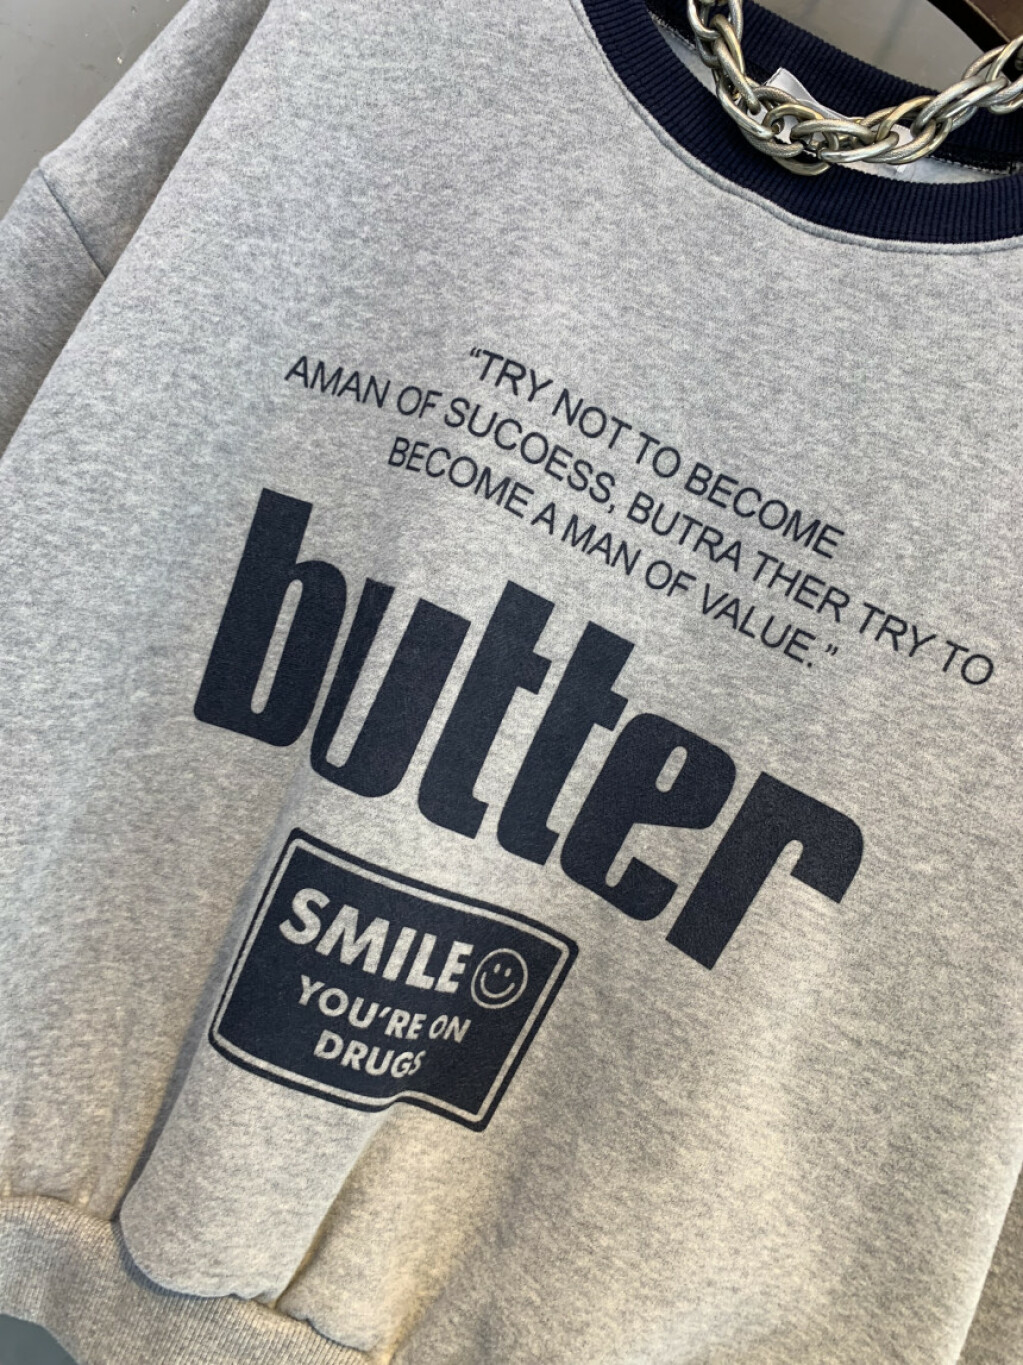 “TRY NOT TO BECOME
AMAN OF SUCOESS, BUTRA THER TRY TO
BECOME A MAN OF VALUE.”
butter
SMILE
YOU’RE ON
DRUGS